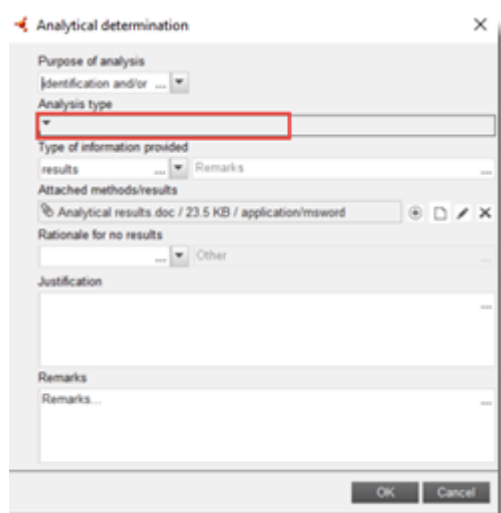 Analytical determination
Purpose of analysis
identification and/or ...
Analysis type
Type of information provided
results ... Remarks ...
Attached methods/results
Analytical results.doc / 23.5 KB / application/msword
Rationale for no results
... Other ...
Justification
...
Remarks
Remarks... ...
OK Cancel